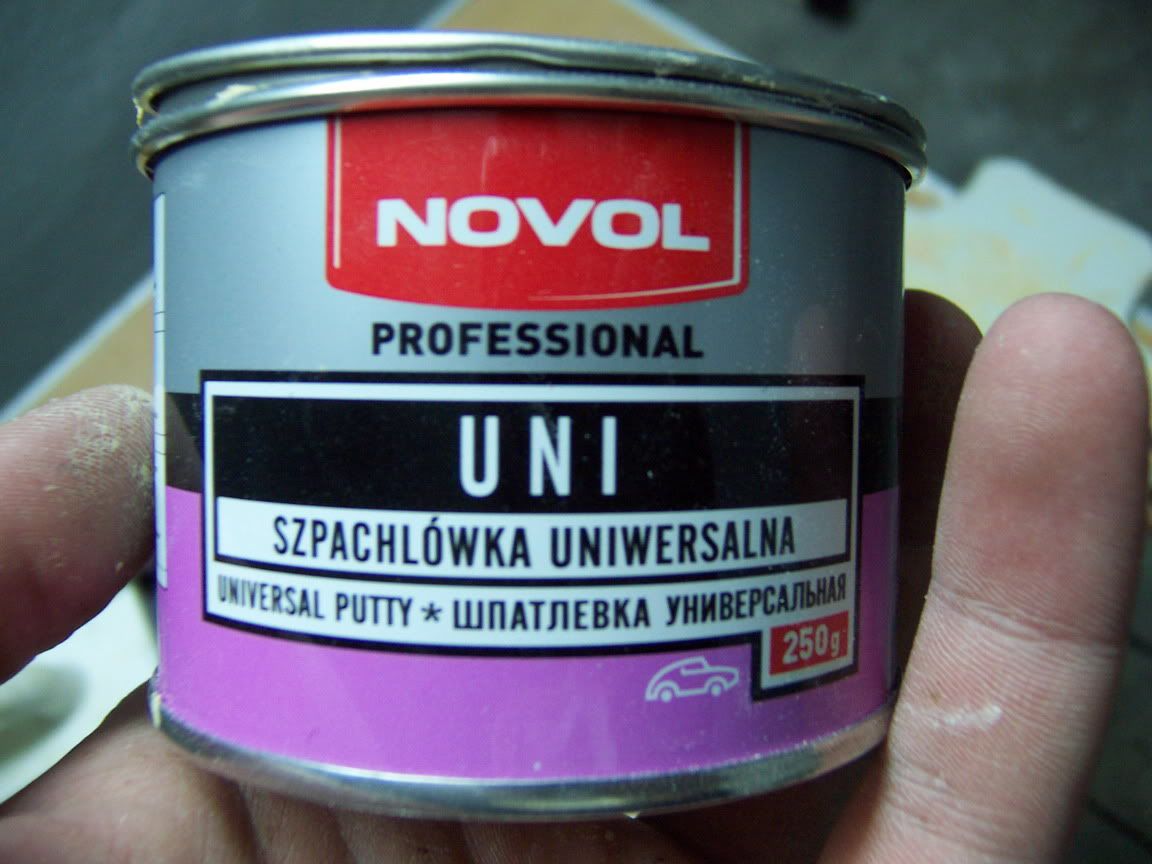 NOVOL
PROFESSIONAL
UNI
SZPACHLÓWKA UNIWERSALNA
UNIVERSAL PUTTY * ШПАТЛЕВКА УНИВЕРСАЛЬНАЯ
250g